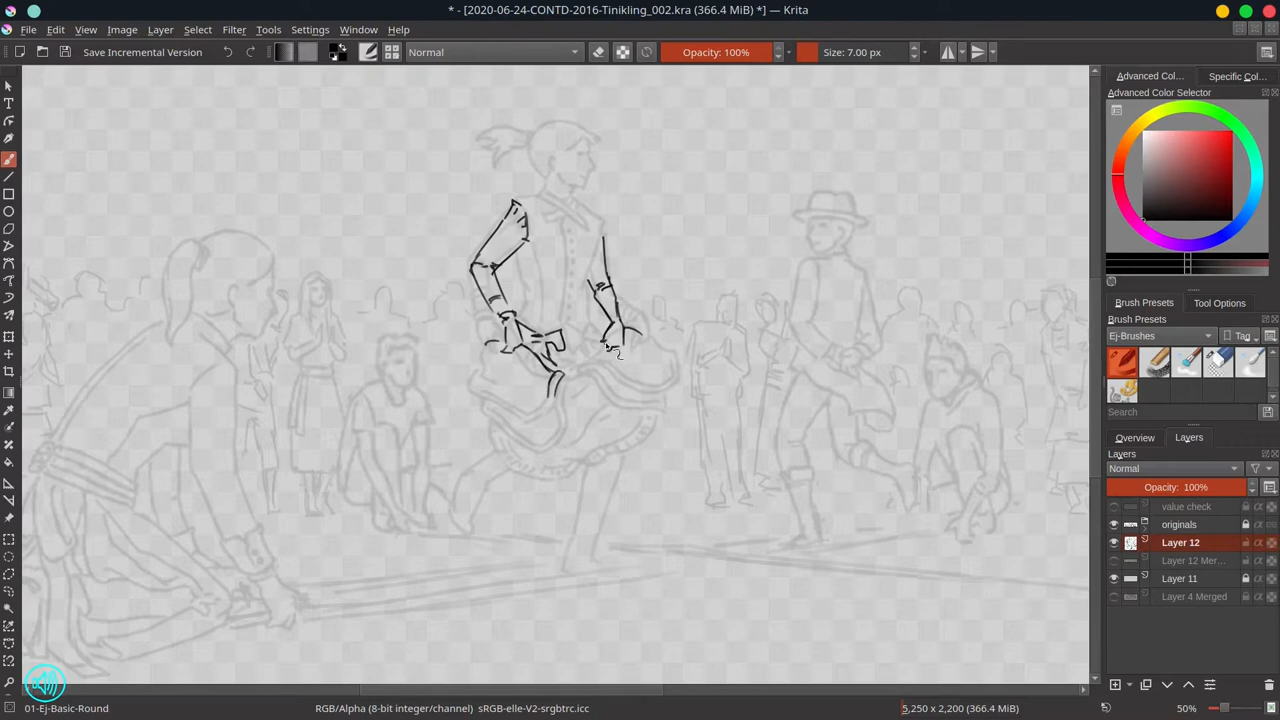 * - [2020-06-24-CONTD-2016-Tinikling_002.kra (366.4 MiB) *] — Krita
File Edit View Image Layer Select Filter Tools Settings Window Help
Save Incremental Version Normal Opacity: 100% Size: 7.00 px
Advanced Col... Specific Co...
Advanced Color Selector
Brush Presets Tool Options
Brush Presets
Ej-Brushes Tag
Search
Overview Layers
Layers
Normal
Opacity: 100%
value check
originals
Layer 12
Layer 12 Mer...
Layer 11
Layer 4 Merged
01-Ej-Basic-Round RGB/Alpha (8-bit integer/channel) sRGB-elle-V2-srgbtrc.icc 5,250 x 2,200 (366.4 MiB) 50%